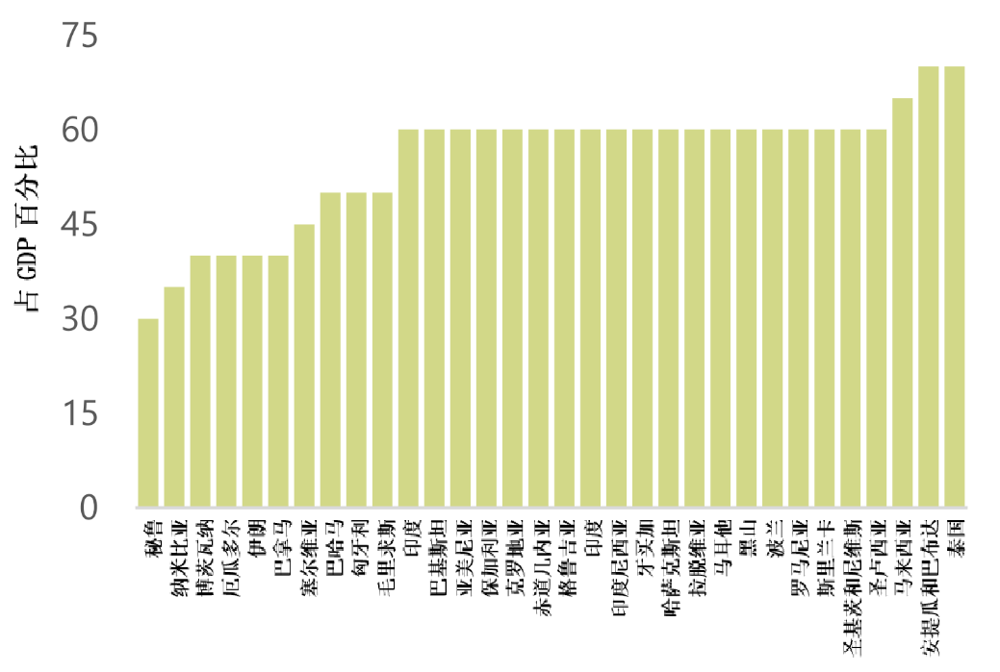 75
60
45
30
15
0
占 GDP 百分比
秘鲁
纳米比亚
博茨瓦纳
厄瓜多尔
伊朗
巴拿马
塞尔维亚
巴哈马
匈牙利
毛里求斯
印度
巴基斯坦
亚美尼亚
保加利亚
克罗地亚
赤道几内亚
格鲁吉亚
印度
印度尼西亚
牙买加
哈萨克斯坦
拉脱维亚
马耳他
黑山
波兰
罗马尼亚
斯里兰卡
圣基茨和尼维斯
圣卢西亚
马来西亚
安提瓜和巴布达
泰国